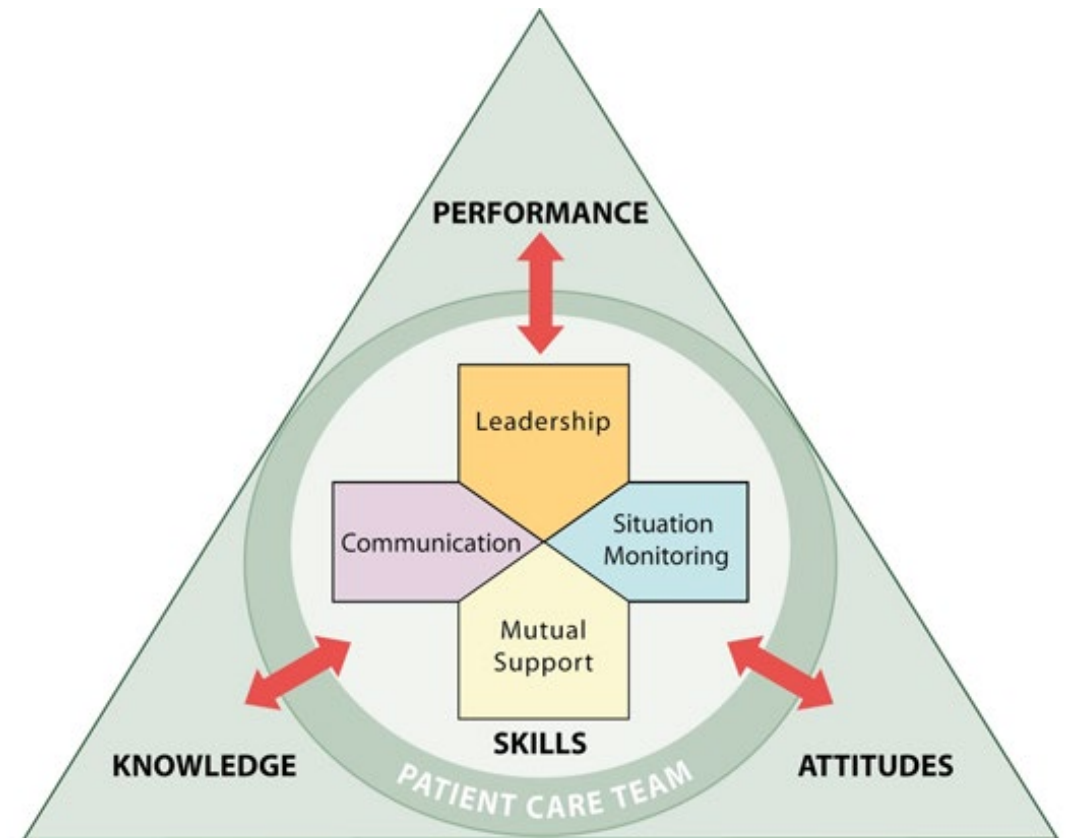 PERFORMANCE
Leadership
Communication
Situation
Monitoring
Mutual
Support
SKILLS
KNOWLEDGE
ATTITUDES
PATIENT CARE TEAM